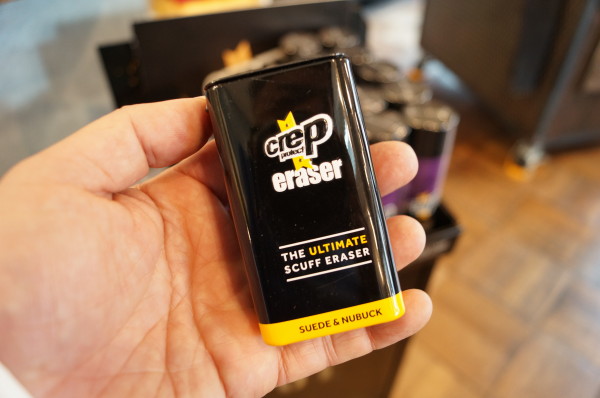 crep
protect
eraser
THE ULTIMATE
SCUFF ERASER
SUEDE & NUBUCK